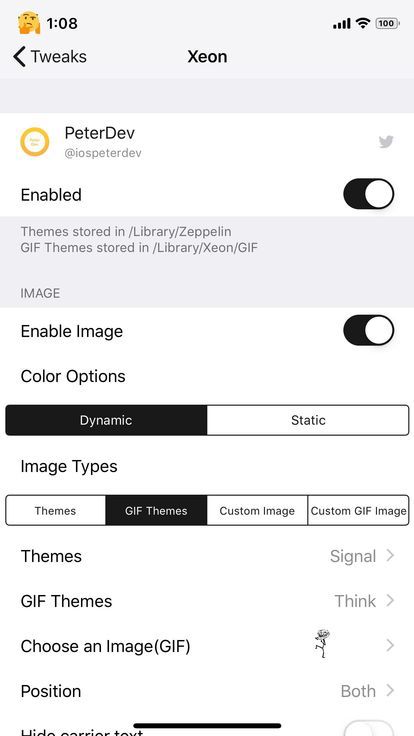 1:08
100
Tweaks
Xeon
PeterDev
@iospeterdev
Enabled
Themes stored in /Library/Zeppelin
GIF Themes stored in /Library/Xeon/GIF
IMAGE
Enable Image
Color Options
Dynamic
Static
Image Types
Themes
GIF Themes
Custom Image
Custom GIF Image
Themes
Signal
GIF Themes
Think
Choose an Image(GIF)
Position
Both
Hide carrier text